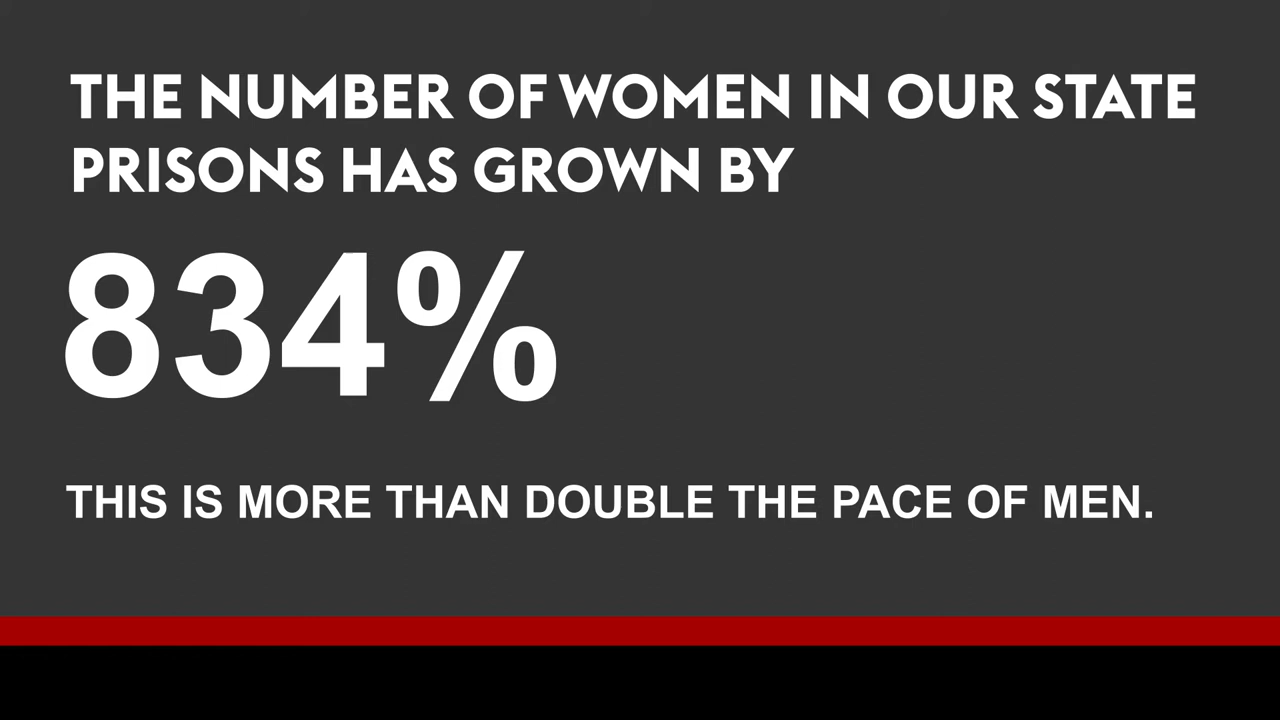 THE NUMBER OF WOMEN IN OUR STATE
PRISONS HAS GROWN BY
834%
THIS IS MORE THAN DOUBLE THE PACE OF MEN.